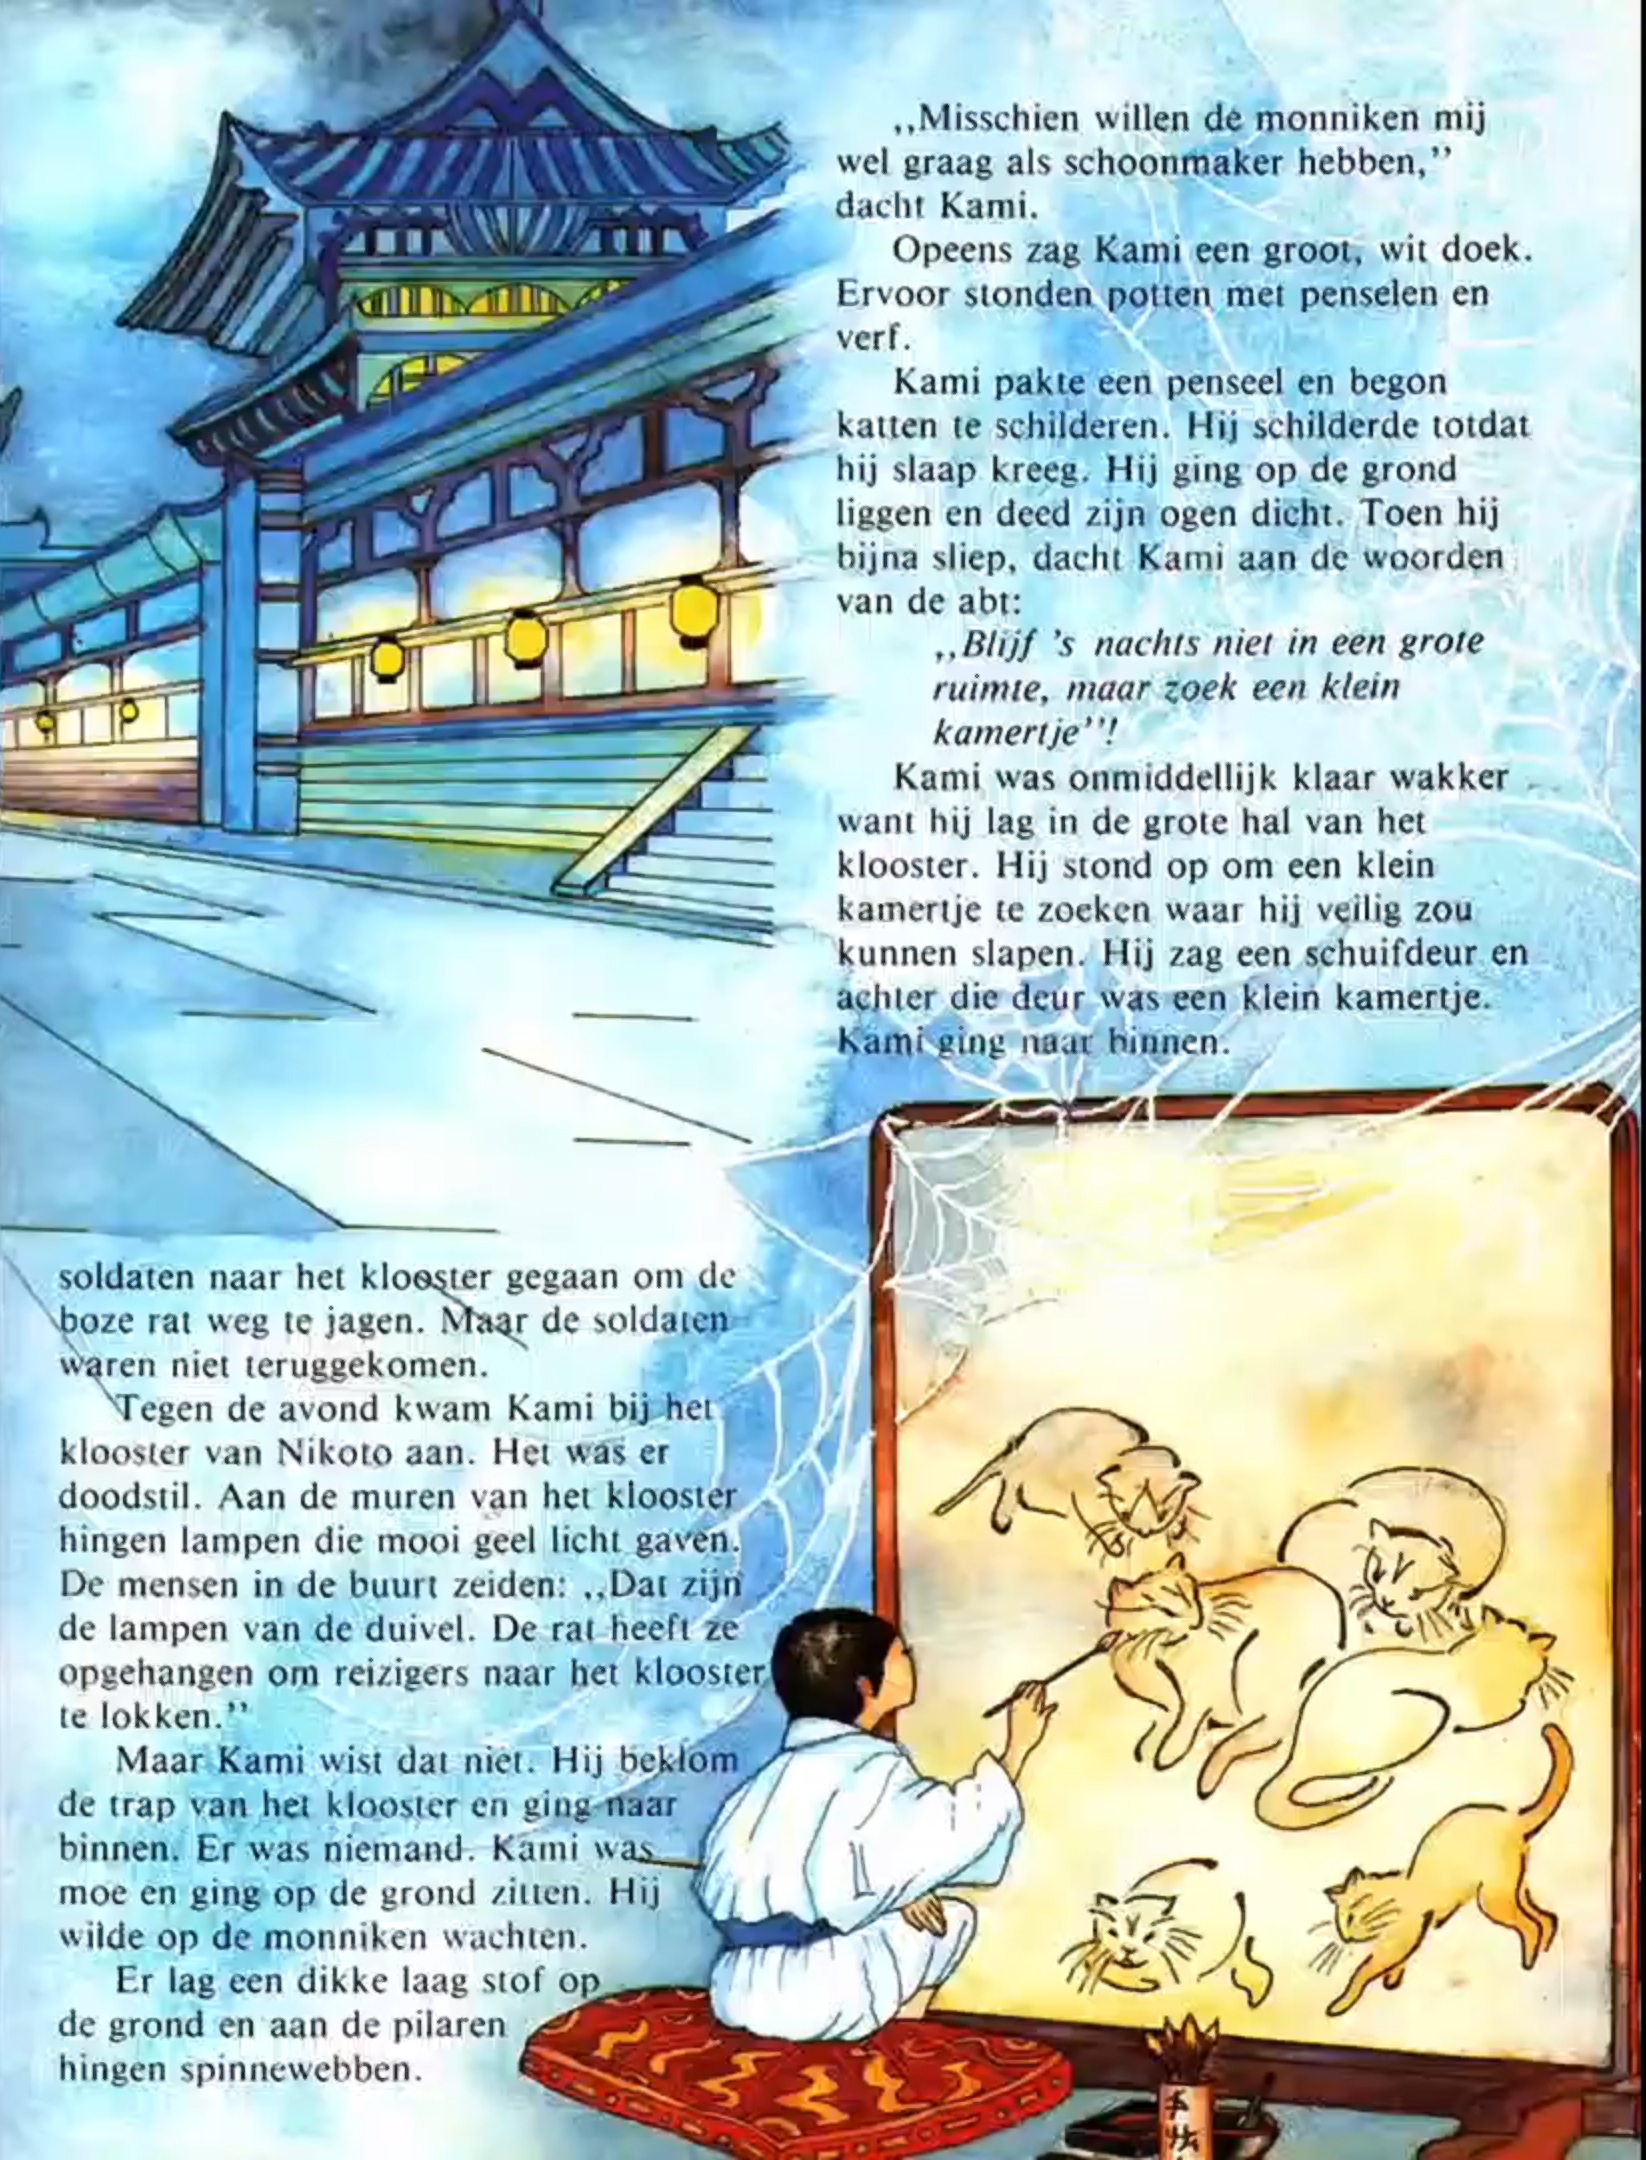 soldaten naar het klooster gegaan om de
boze rat weg te jagen. Maar de soldaten
waren niet teruggekomen.
Tegen de avond kwam Kami bij het
klooster van Nikoto aan. Het was er
doodstil. Aan de muren van het klooster
hingen lampen die mooi geel licht gaven.
De mensen in de buurt zeiden: ,,Dat zijn
de lampen van de duivel. De rat heeft ze
opgehangen om reizigers naar het klooster
te lokken.’’
Maar Kami wist dat niet. Hij beklom
de trap van het klooster en ging naar
binnen. Er was niemand. Kami was
moe en ging op de grond zitten. Hij
wilde op de monniken wachten.
Er lag een dikke laag stof op
de grond en aan de pilaren
hingen spinnewebben.
,,Misschien willen de monniken mij
wel graag als schoonmaker hebben,’’
dacht Kami.
Opeens zag Kami een groot, wit doek.
Ervoor stonden potten met penselen en
verf.
Kami pakte een penseel en begon
katten te schilderen. Hij schilderde totdat
hij slaap kreeg. Hij ging op de grond
liggen en deed zijn ogen dicht. Toen hij
bijna sliep, dacht Kami aan de woorden
van de abt:
,,Blijf 's nachts niet in een grote
ruimte, maar zoek een klein
kamertje’’!
Kami was onmiddellijk klaar wakker
want hij lag in de grote hal van het
klooster. Hij stond op om een klein
kamertje te zoeken waar hij veilig zou
kunnen slapen. Hij zag een schuifdeur en
achter die deur was een klein kamertje.
Kami ging naar binnen.